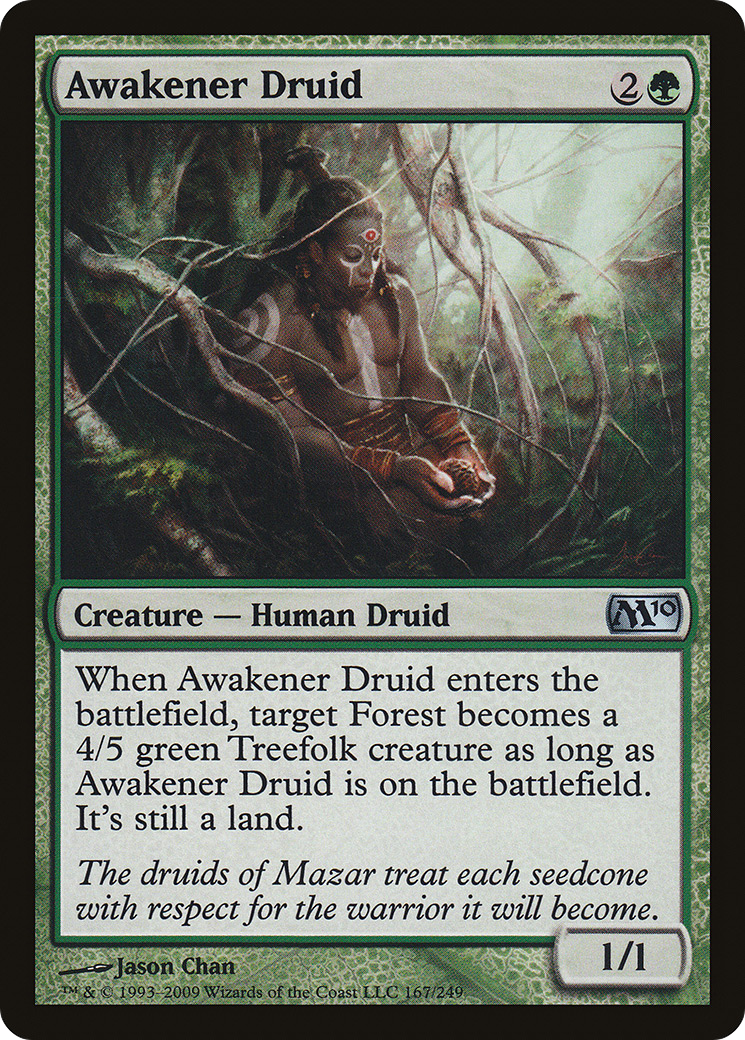 Awakener Druid 2
Creature — Human Druid M10
When Awakener Druid enters the
battlefield, target Forest becomes a
4/5 green Treefolk creature as long as
Awakener Druid is on the battlefield.
It's still a land.
The druids of Mazar treat each seedcone
with respect for the warrior it will become.
1/1
Jason Chan
™ & © 1993–2009 Wizards of the Coast LLC 167/249